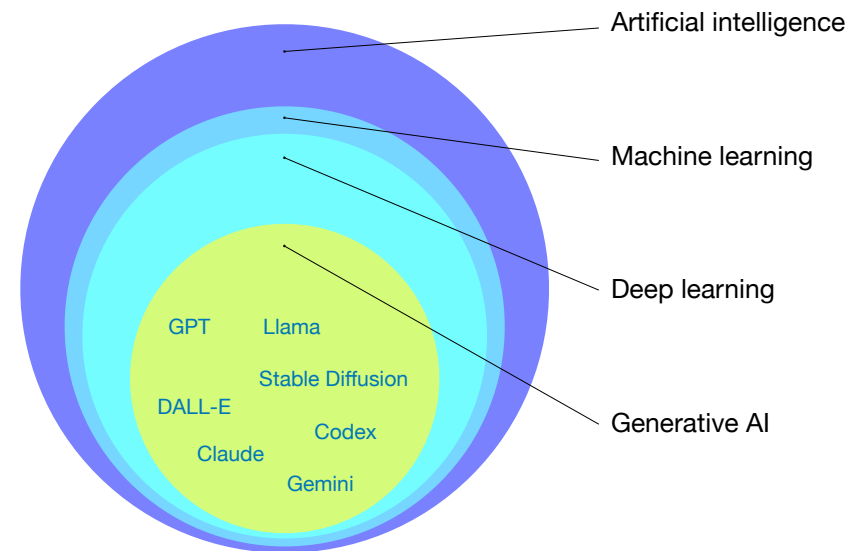 Artificial intelligence
Machine learning
Deep learning
GPT
Llama
Stable Diffusion
DALL-E
Generative AI
Codex
Claude
Gemini